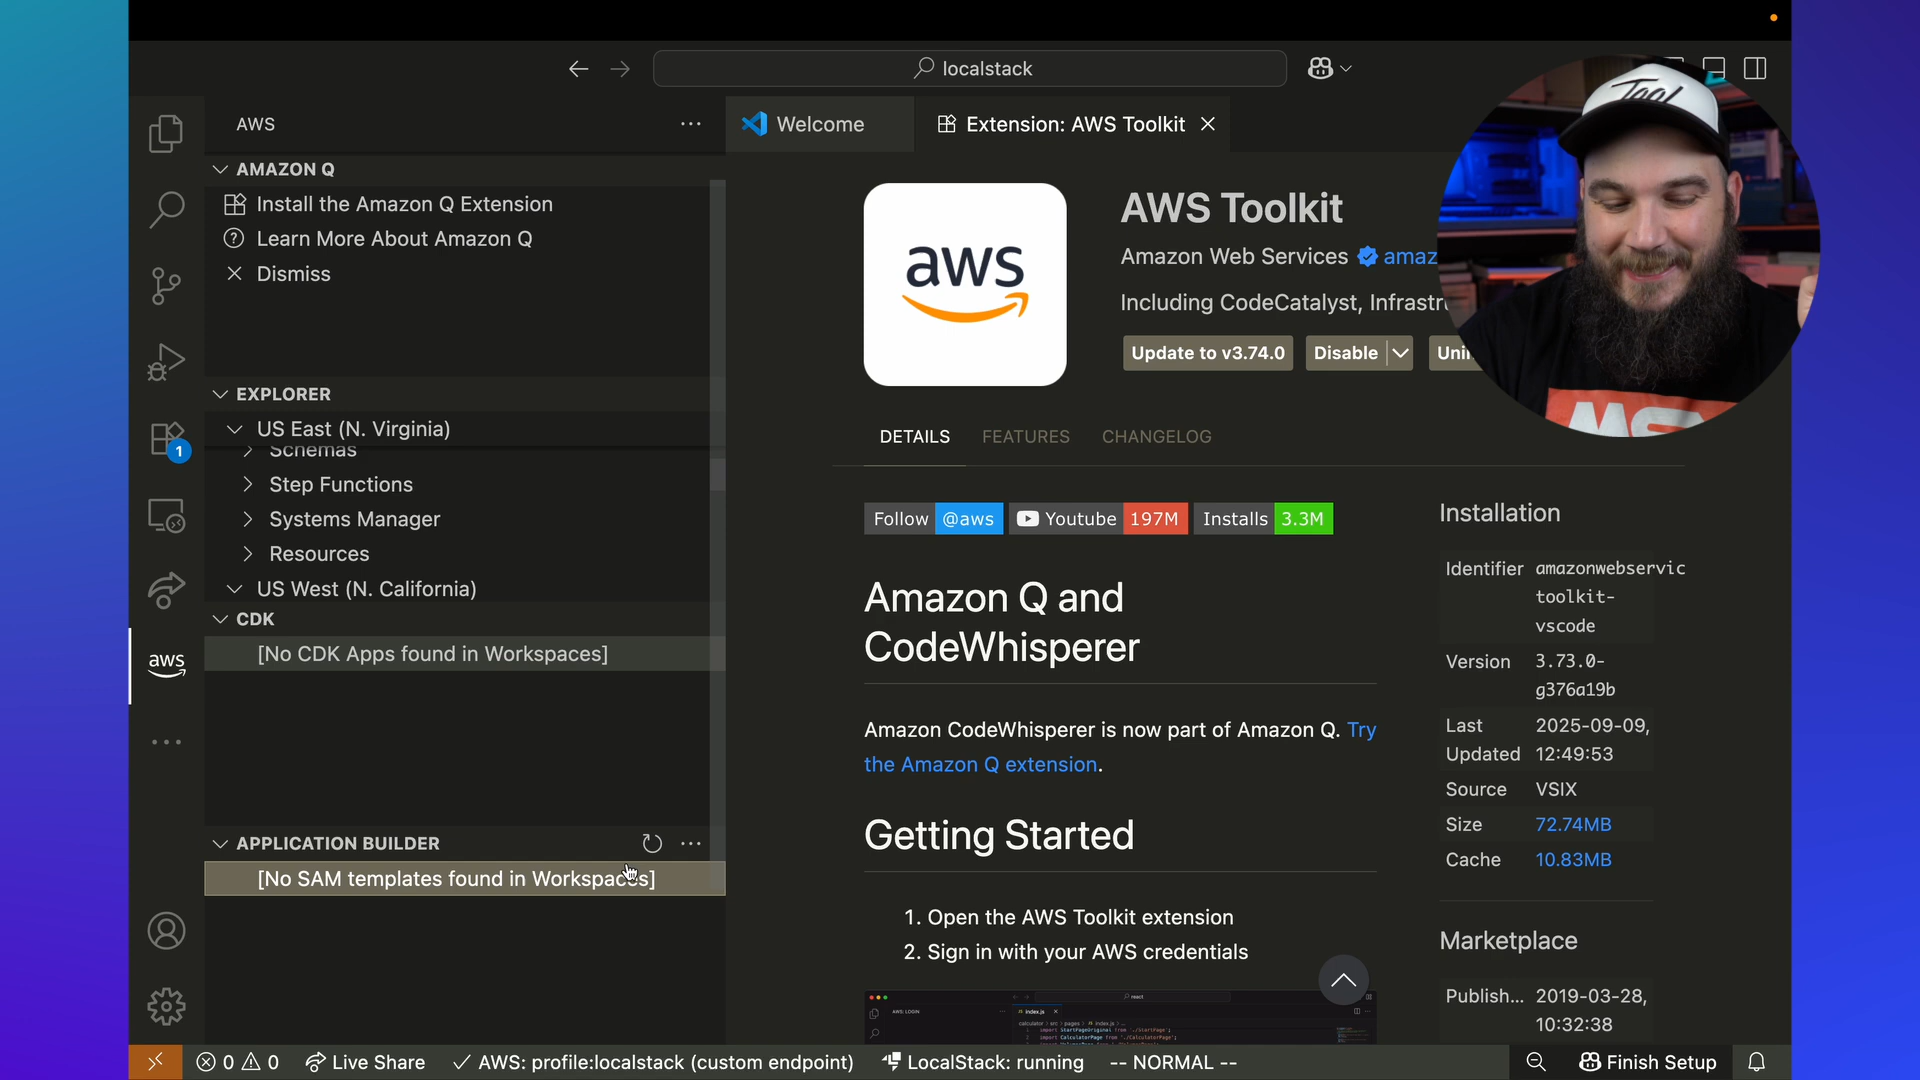 localstack
AWS
Welcome
Extension: AWS Toolkit
AMAZON Q
Install the Amazon Q Extension
Learn More About Amazon Q
Dismiss
EXPLORER
US East (N. Virginia)
Schemas
Step Functions
Systems Manager
Resources
US West (N. California)
CDK
[No CDK Apps found in Workspaces]
aws
APPLICATION BUILDER
[No SAM templates found in Workspaces]
1
aws
AWS Toolkit
Amazon Web Services
amaz
Including CodeCatalyst, Infrastr
Update to v3.74.0
Disable
Unin
DETAILS
FEATURES
CHANGELOG
Follow @aws
Youtube 197M
Installs 3.3M
Amazon Q and
CodeWhisperer
Amazon CodeWhisperer is now part of Amazon Q. Try
the Amazon Q extension.
Getting Started
1. Open the AWS Toolkit extension
2. Sign in with your AWS credentials
Installation
Identifier amazonwebservic
toolkit-
vscode
Version 3.73.0-
g376a19b
Last 2025-09-09,
Updated 12:49:53
Source VSIX
Size 72.74MB
Cache 10.83MB
Marketplace
Publish... 2019-03-28,
10:32:38
Tool
0 0
Live Share
AWS: profile:localstack (custom endpoint)
LocalStack: running
-- NORMAL --
Finish Setup